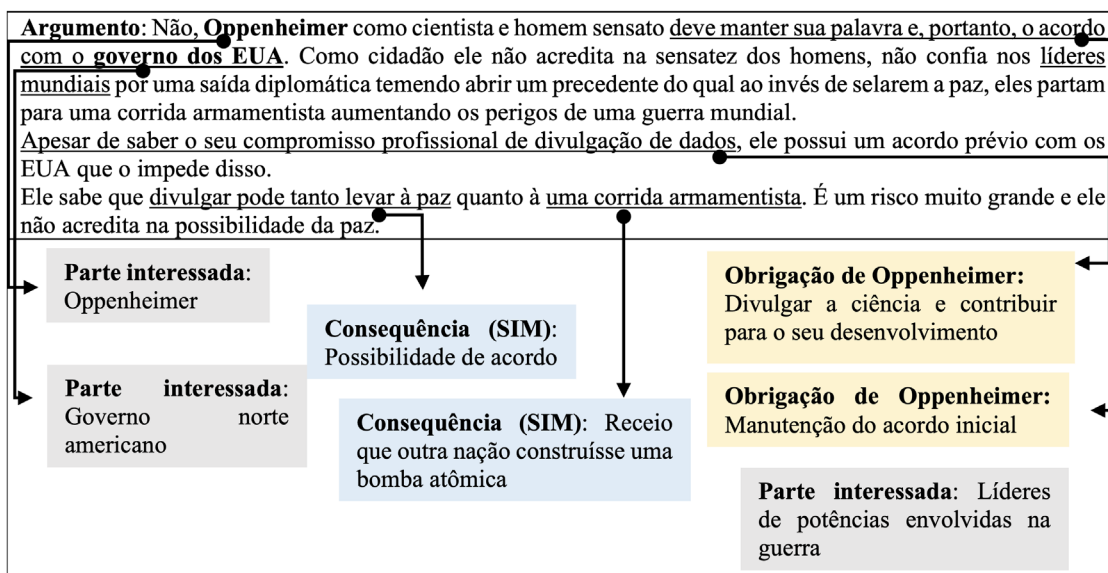 Argumento: Não, Oppenheimer como cientista e homem sensato deve manter sua palavra e, portanto, o acordo
com o governo dos EUA. Como cidadão ele não acredita na sensatez dos homens, não confia nos líderes
mundiais por uma saída diplomática temendo abrir um precedente do qual ao invés de selarem a paz, eles partam
para uma corrida armamentista aumentando os perigos de uma guerra mundial.
Apesar de saber o seu compromisso profissional de divulgação de dados, ele possui um acordo prévio com os
EUA que o impede disso.
Ele sabe que divulgar pode tanto levar à paz quanto à uma corrida armamentista. É um risco muito grande e ele
não acredita na possibilidade da paz.
Parte interessada:
Oppenheimer
Parte interessada:
Governo norte
americano
Consequência (SIM):
Possibilidade de acordo
Consequência (SIM): Receio
que outra nação construísse uma
bomba atômica
Obrigação de Oppenheimer:
Divulgar a ciência e contribuir
para o seu desenvolvimento
Obrigação de Oppenheimer:
Manutenção do acordo inicial
Parte interessada: Líderes
de potências envolvidas na
guerra